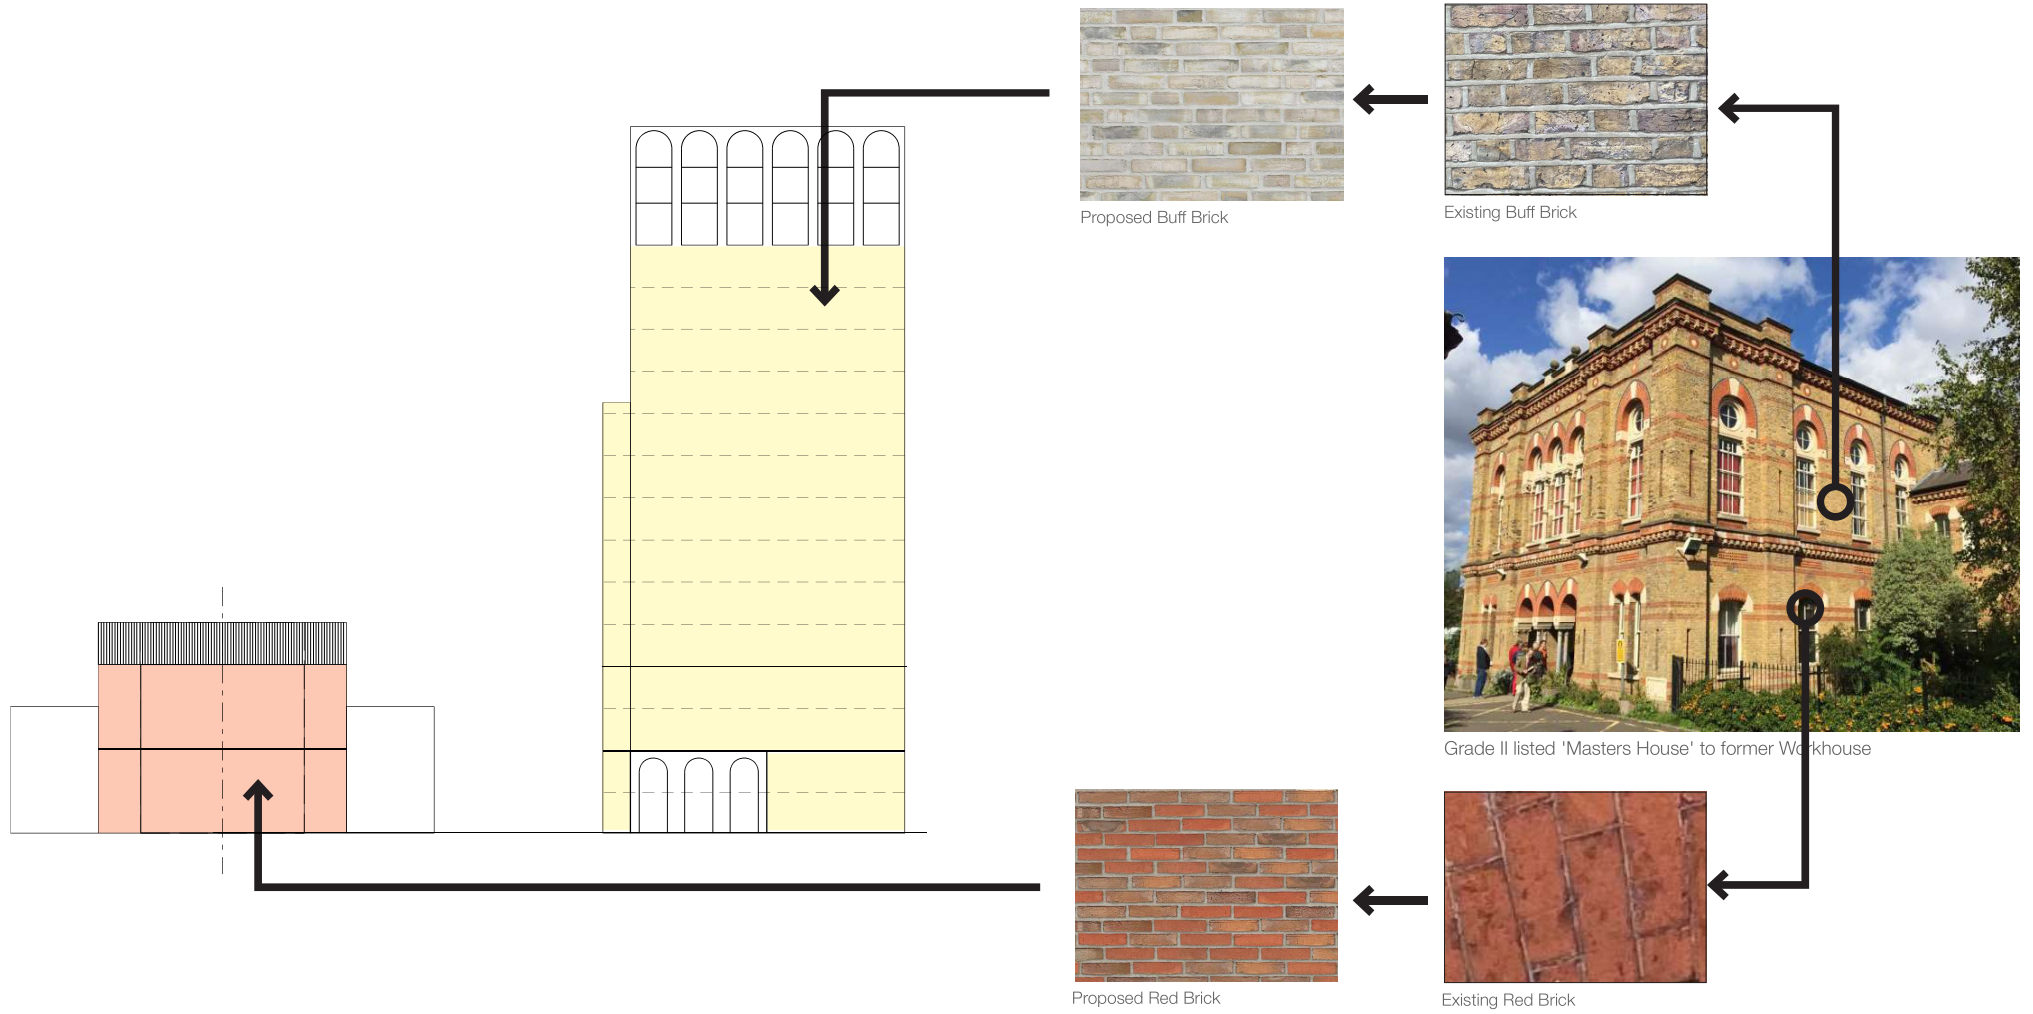 Proposed Buff Brick
Existing Buff Brick
Grade II listed 'Masters House' to former Workhouse
Proposed Red Brick
Existing Red Brick